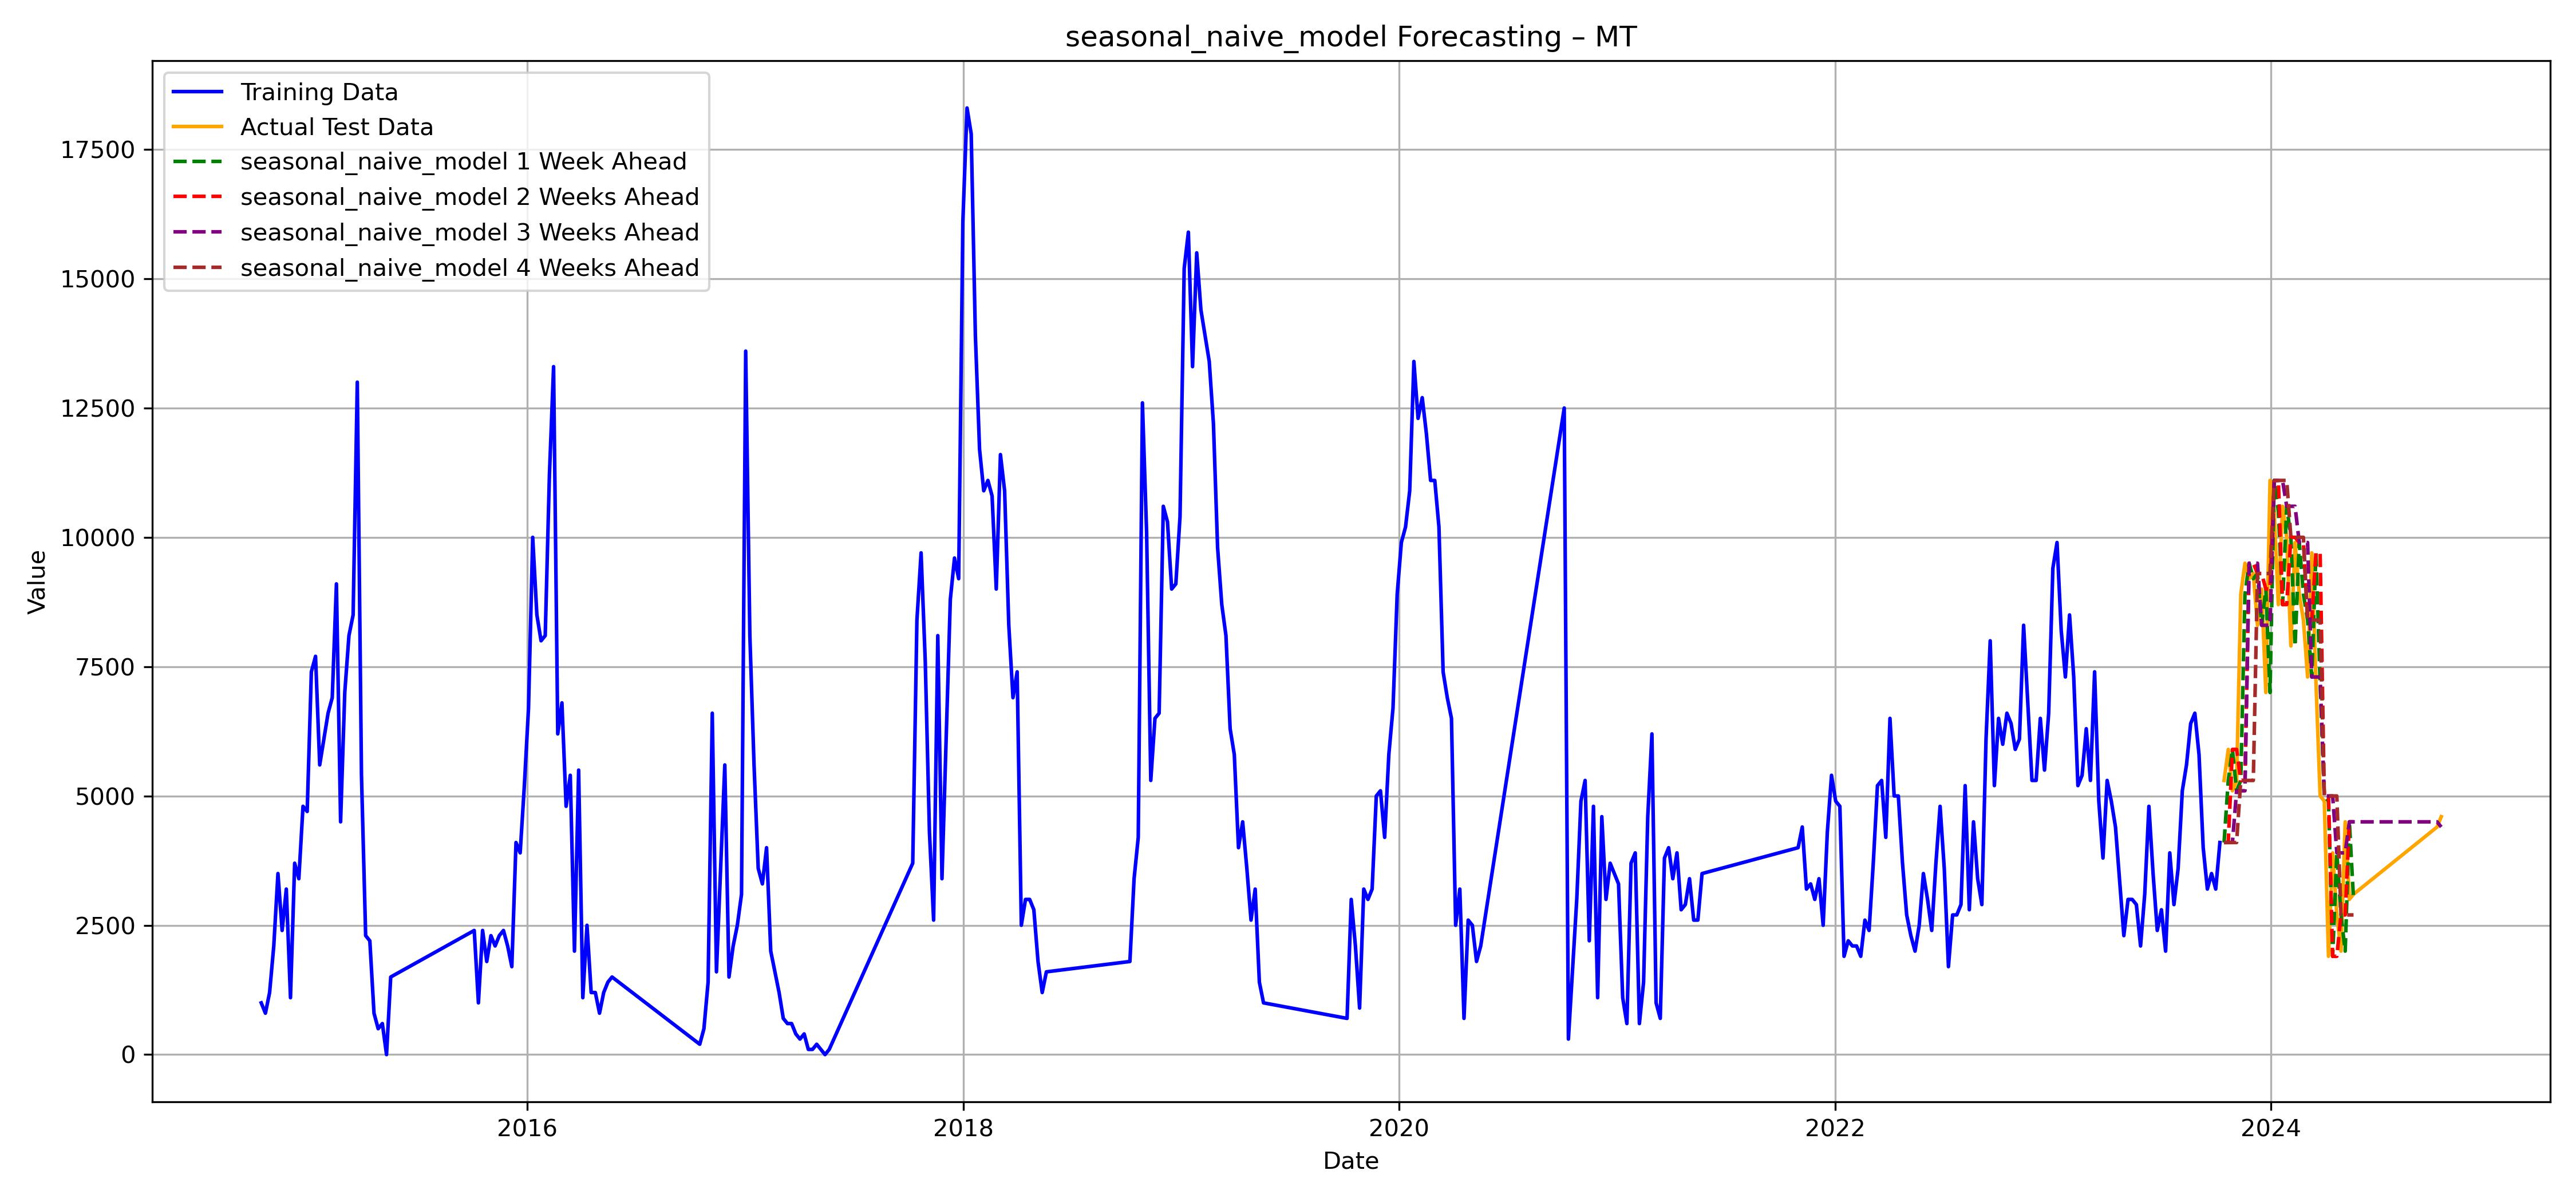 seasonal_naive_model Forecasting – MT
Training Data
Actual Test Data
seasonal_naive_model 1 Week Ahead
seasonal_naive_model 2 Weeks Ahead
seasonal_naive_model 3 Weeks Ahead
seasonal_naive_model 4 Weeks Ahead
Value
17500
15000
12500
10000
7500
5000
2500
0
2016
2018
2020
2022
2024
Date